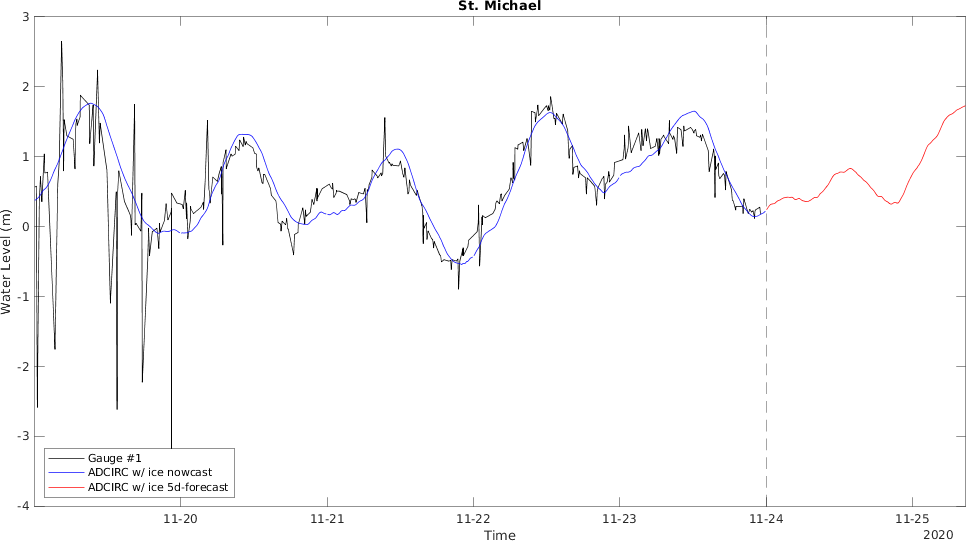 St. Michael
Water Level (m)
3
2
1
0
-1
-2
-3
-4
Gauge #1
ADCIRC w/ ice nowcast
ADCIRC w/ ice 5d-forecast
11-20
11-21
11-22
11-23
11-24
11-25
Time
2020